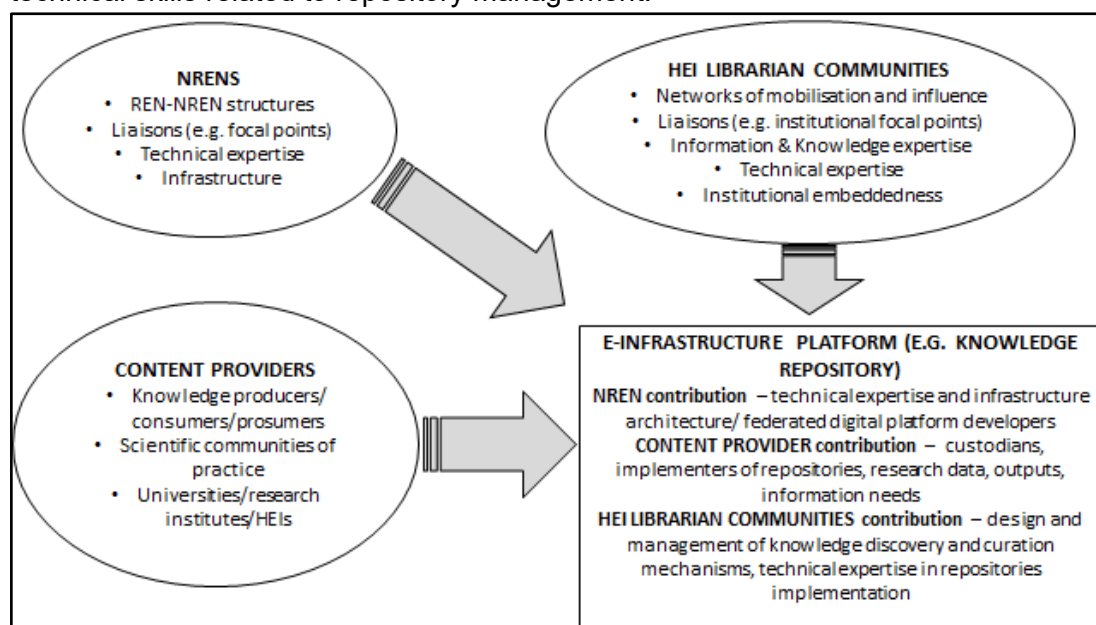 technical skills related to repository management.
NRENS
• REN-NREN structures
• Liaisons (e.g. focal points)
• Technical expertise
• Infrastructure
HEI LIBRARIAN COMMUNITIES
• Networks of mobilisation and influence
• Liaisons (e.g. institutional focal points)
• Information & Knowledge expertise
• Technical expertise
• Institutional embeddedness
CONTENT PROVIDERS
• Knowledge producers/
consumers/prosumers
• Scientific communities of
practice
• Universities/research
institutes/HEIs
E-INFRASTRUCTURE PLATFORM (E.G. KNOWLEDGE
REPOSITORY)
NREN contribution – technical expertise and infrastructure
architecture/ federated digital platform developers
CONTENT PROVIDER contribution – custodians,
implementers of repositories, research data, outputs,
information needs
HEI LIBRARIAN COMMUNITIES contribution – design and
management of knowledge discovery and curation
mechanisms, technical expertise in repositories
implementation